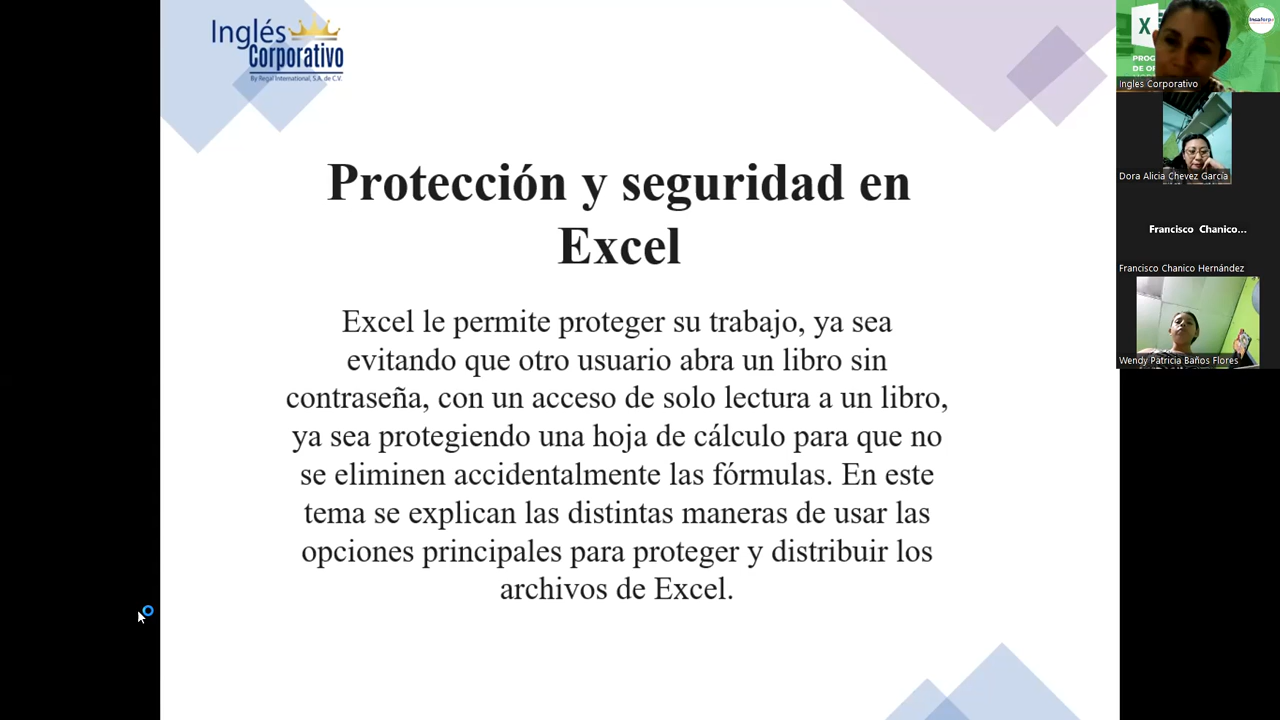 Inglés
Corporativo
By Regal International, S.A. de C.V.
Protección y seguridad en
Excel
Excel le permite proteger su trabajo, ya sea
evitando que otro usuario abra un libro sin
contraseña, con un acceso de solo lectura a un libro,
ya sea protegiendo una hoja de cálculo para que no
se eliminen accidentalmente las fórmulas. En este
tema se explican las distintas maneras de usar las
opciones principales para proteger y distribuir los
archivos de Excel.
X
PROG
DE OF
Ingles Corporativo
Dora Alicia Chevez García
Francisco Chanico...
Francisco Chanico Hernández
Wendy Patricia Baños Flores